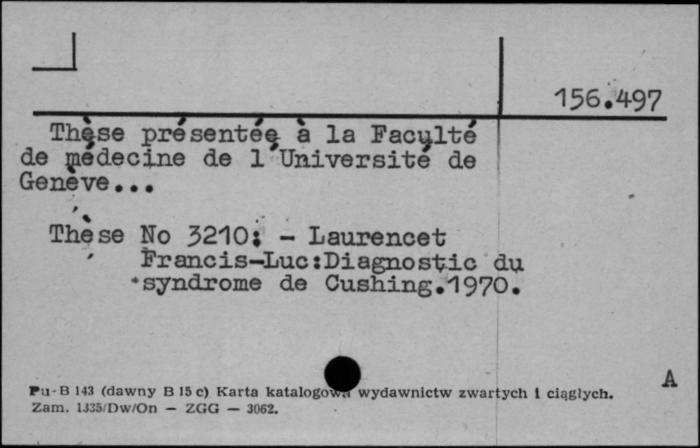 156.497
Thèse présentée à la Faculté
de médecine de l'Université de
Genève...
Thèse No 3210: - Laurencet
Francis-Luc:Diagnostic du
syndrome de Cushing.1970.
A
Pu-B 143 (dawny B 15 c) Karta katalogowa wydawnictw zwartych i ciągłych.
Zam. 1335/Dw/On — ZGG — 3062.